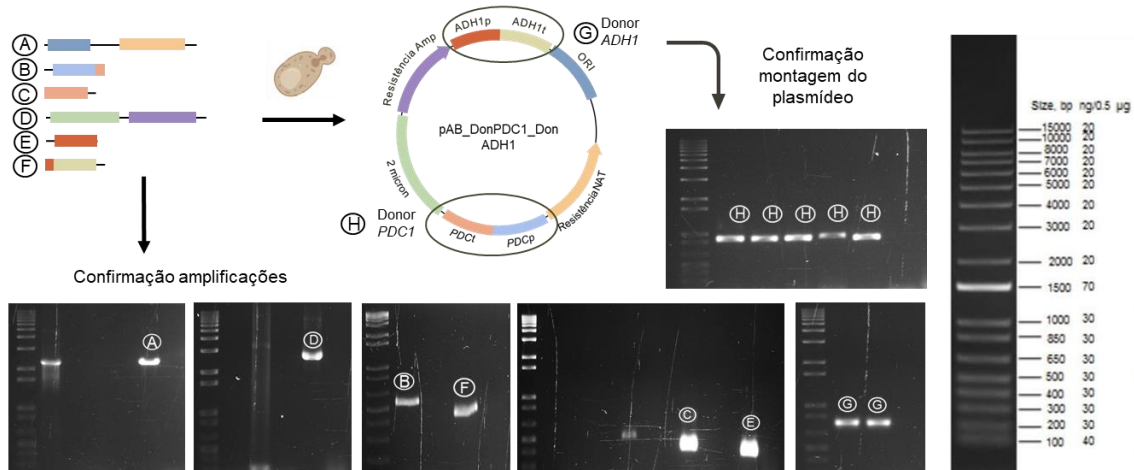 A
B
C
D
E
F
ADH1p
ADH1t
ORI
Resistência Amp
2 micron
PDCt
PDCp
ResistênciaNAT
pAB_DonPDC1_Don
ADH1
G Donor
ADH1
H Donor
PDC1
Confirmação
montagem do
plasmídeo
H H H H H
Confirmação amplificações
A
D
B
F
C
E
G G
Size, bp ng/0.5 µg
15000 20
10000 20
8000 20
7000 20
6000 20
5000 20
4000 20
3000 20
2000 20
1500 70
1000 30
850 30
650 30
500 30
400 30
300 30
200 30
100 40